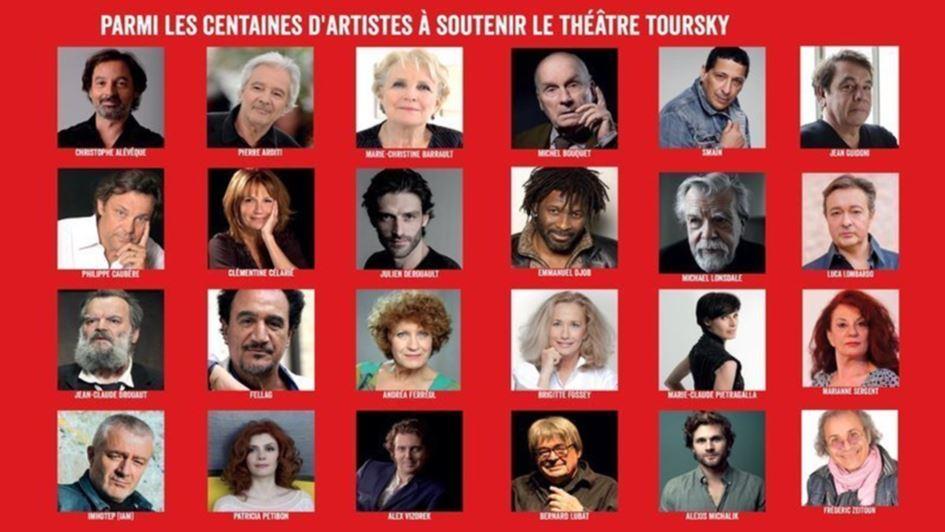 PARMI LES CENTAINES D'ARTISTES À SOUTENIR LE THÉÂTRE TOURSKY
CHRISTOPHE ALÉVÊQUE
PIERRE ARDITI
MARIE-CHRISTINE BARRAULT
MICHEL BOUQUET
SMAÏN
JEAN GUIDONI
PHILIPPE CAUBÈRE
CLÉMENTINE CÉLARIÉ
JULIEN DEROUAULT
EMMANUEL DJOB
MICHAEL LONSDALE
LUCA LOMBARDO
JEAN-CLAUDE DROUOT
FELLAG
ANDREA FERRÉOL
BRIGITTE FOSSEY
MARIE-CLAUDE PIETRAGALLA
MARIANNE SERGENT
IMHOTEP (IAM)
PATRICIA PETIBON
ALEX VIZOREK
BERNARD LUBAT
ALEXIS MICHALIK
FRÉDÉRIC ZEITOUN